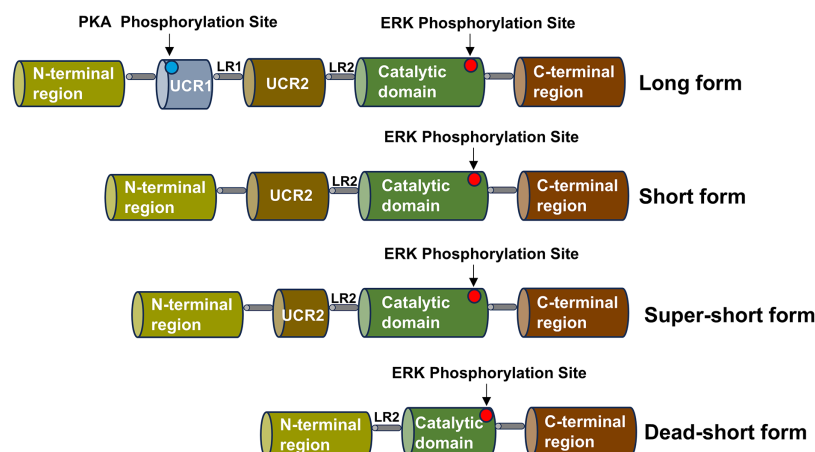 PKA Phosphorylation Site
ERK Phosphorylation Site
N-terminal
region
UCR1
LR1
UCR2
LR2
Catalytic
domain
C-terminal
region
Long form
ERK Phosphorylation Site
N-terminal
region
UCR2
LR2
Catalytic
domain
C-terminal
region
Short form
ERK Phosphorylation Site
N-terminal
region
UCR2
LR2
Catalytic
domain
C-terminal
region
Super-short form
ERK Phosphorylation Site
N-terminal
region
LR2
Catalytic
domain
C-terminal
region
Dead-short form